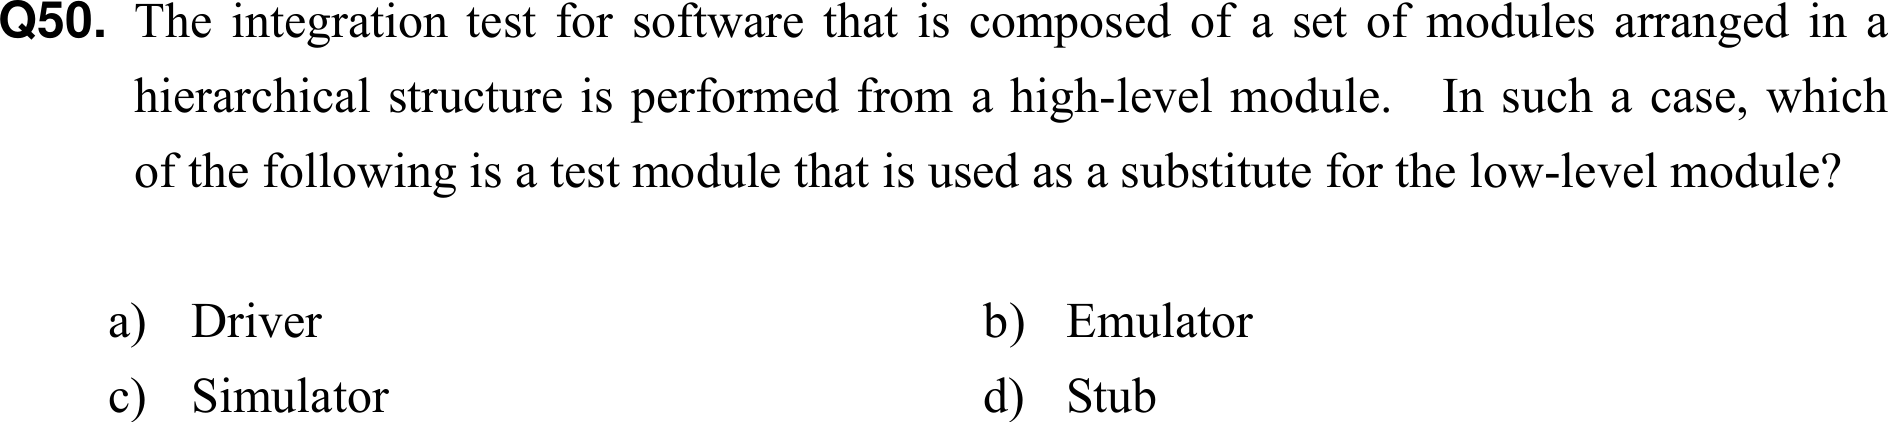 Q50. The integration test for software that is composed of a set of modules arranged in a
hierarchical structure is performed from a high-level module. In such a case, which
of the following is a test module that is used as a substitute for the low-level module?
a) Driver b) Emulator
c) Simulator d) Stub